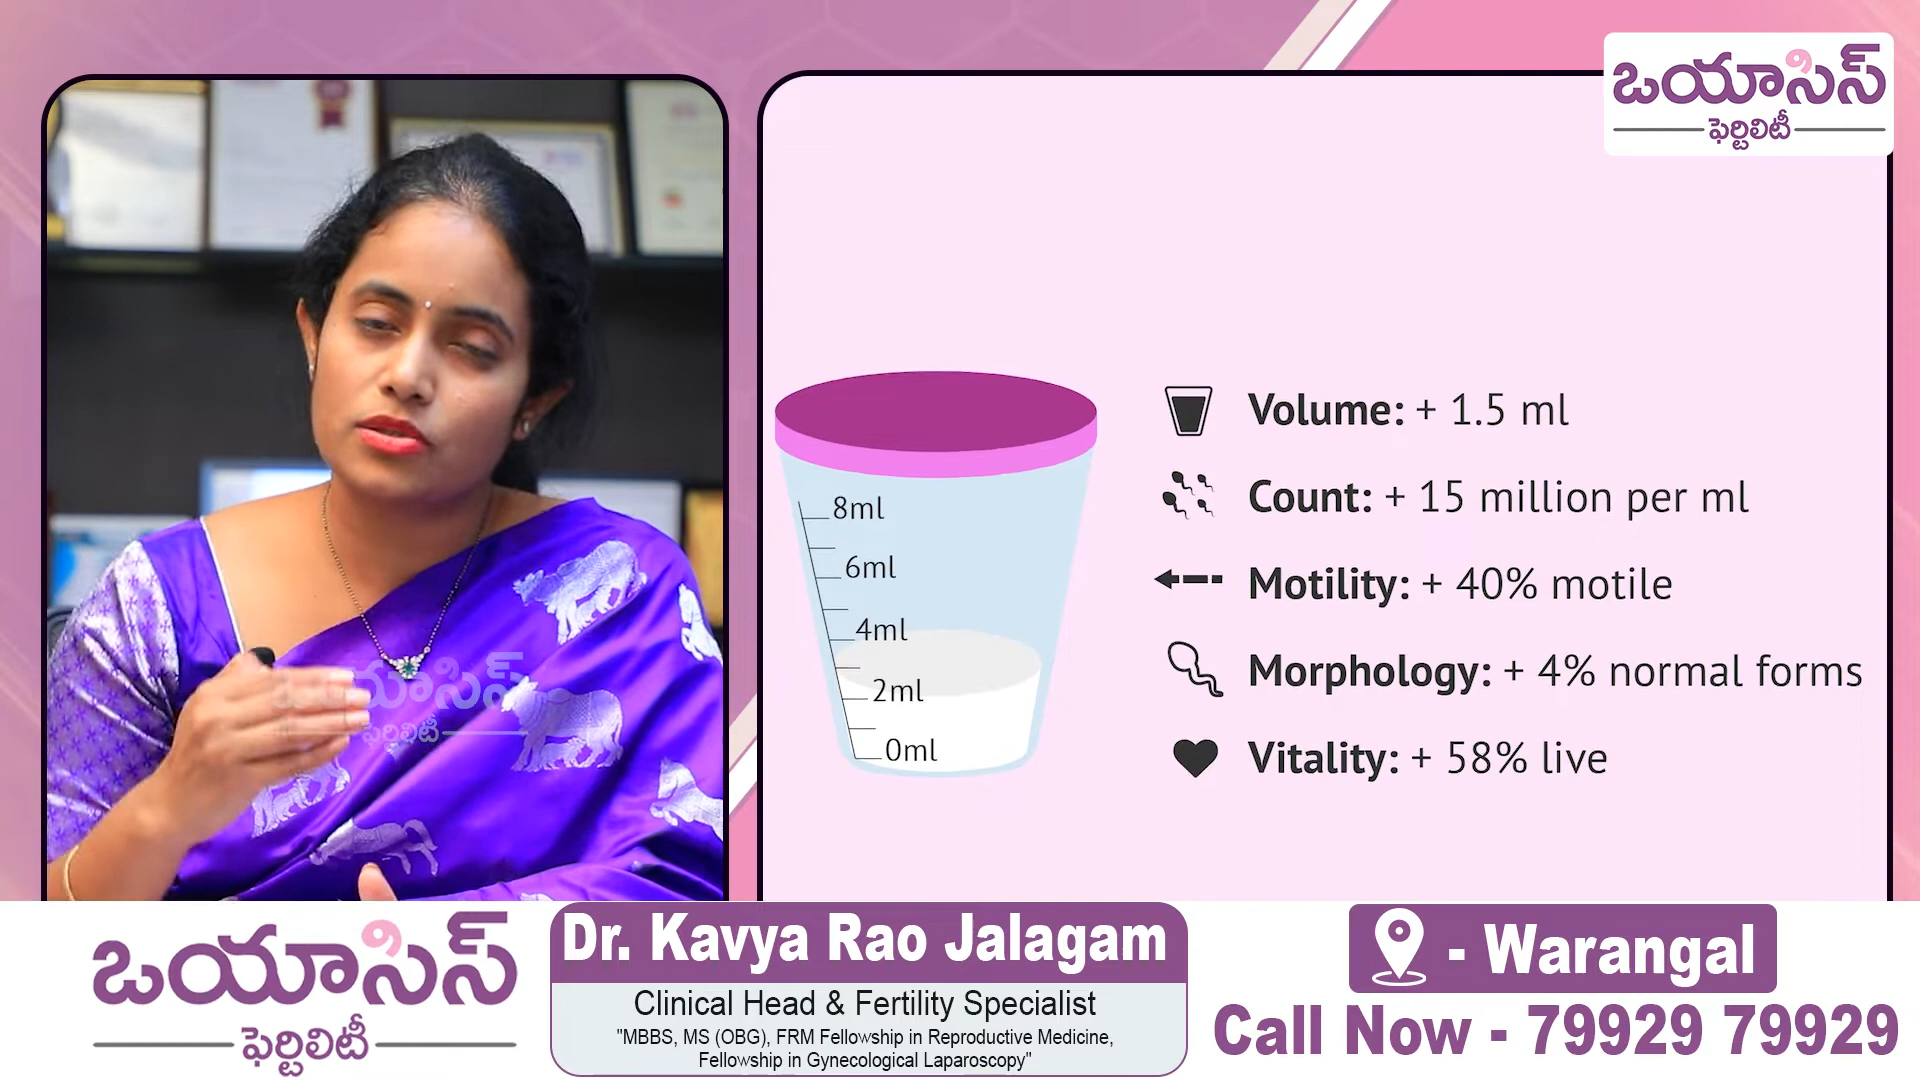 ఒయాసిస్
ఫెర్టిలిటీ
Volume: + 1.5 ml
Count: + 15 million per ml
Motility: + 40% motile
Morphology: + 4% normal forms
Vitality: + 58% live
8ml
6ml
4ml
2ml
0ml
ఒయాసిస్
ఫెర్టిలిటీ
ఒయాసిస్
ఫెర్టిలిటీ
Dr. Kavya Rao Jalagam
Clinical Head & Fertility Specialist
"MBBS, MS (OBG), FRM Fellowship in Reproductive Medicine,
Fellowship in Gynecological Laparoscopy"
- Warangal
Call Now - 79929 79929